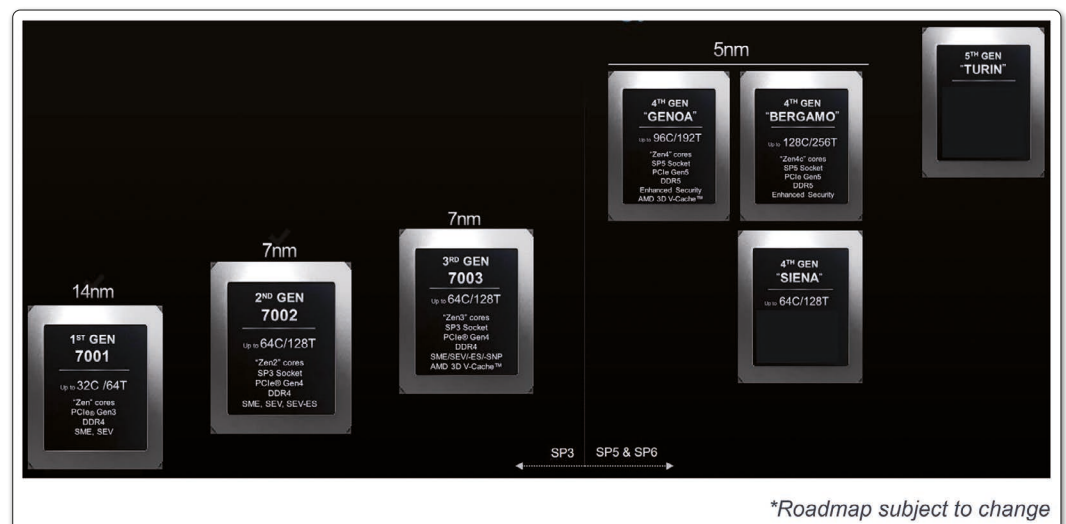 14nm
1ST GEN
7001
Up to 32C /64T
"Zen" cores
PCIe® Gen3
DDR4
SME, SEV
7nm
2ND GEN
7002
Up to 64C/128T
"Zen2" cores
SP3 Socket
PCIe® Gen4
DDR4
SME, SEV, SEV-ES
7nm
3RD GEN
7003
Up to 64C/128T
"Zen3" cores
SP3 Socket
PCIe® Gen4
DDR4
SME/SEV/-ES/-SNP
AMD 3D V-Cache™
5nm
4TH GEN
"GENOA"
Up to 96C/192T
"Zen4" cores
SP5 Socket
PCIe Gen5
DDR5
Enhanced Security
AMD 3D V-Cache™
4TH GEN
"BERGAMO"
Up to 128C/256T
"Zen4c" cores
SP5 Socket
PCIe Gen5
DDR5
Enhanced Security
4TH GEN
"SIENA"
Up to 64C/128T
5TH GEN
"TURIN"
SP3
SP5 & SP6
*Roadmap subject to change